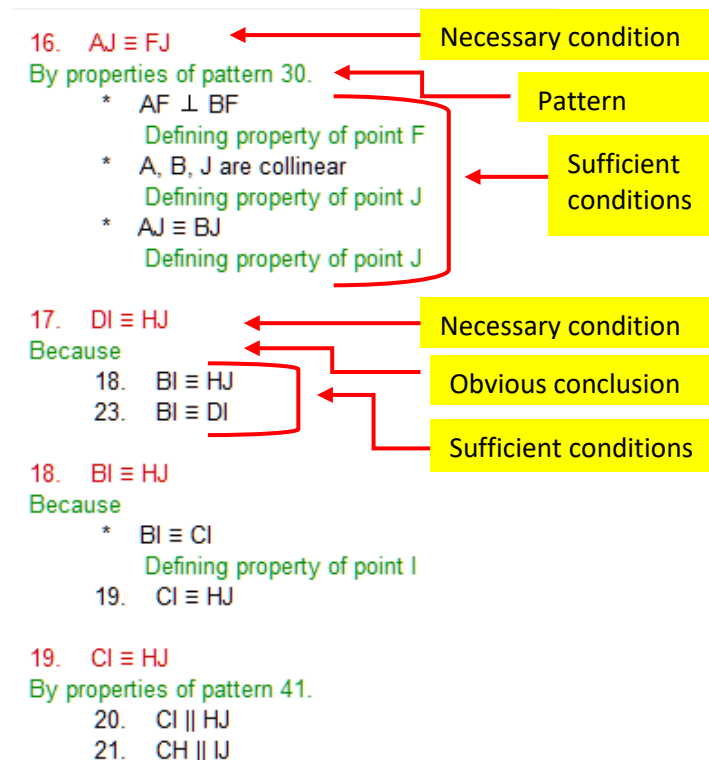 16. AJ ≡ FJ
Necessary condition
By properties of pattern 30.
Pattern
* AF ⊥ BF
Defining property of point F
* A, B, J are collinear
Defining property of point J
* AJ ≡ BJ
Defining property of point J
Sufficient
conditions
17. DI ≡ HJ
Necessary condition
Because
Obvious conclusion
18. BI ≡ HJ
23. BI ≡ DI
Sufficient conditions
18. BI ≡ HJ
Because
* BI ≡ CI
Defining property of point I
19. CI ≡ HJ
19. CI ≡ HJ
By properties of pattern 41.
20. CI || HJ
21. CH || IJ